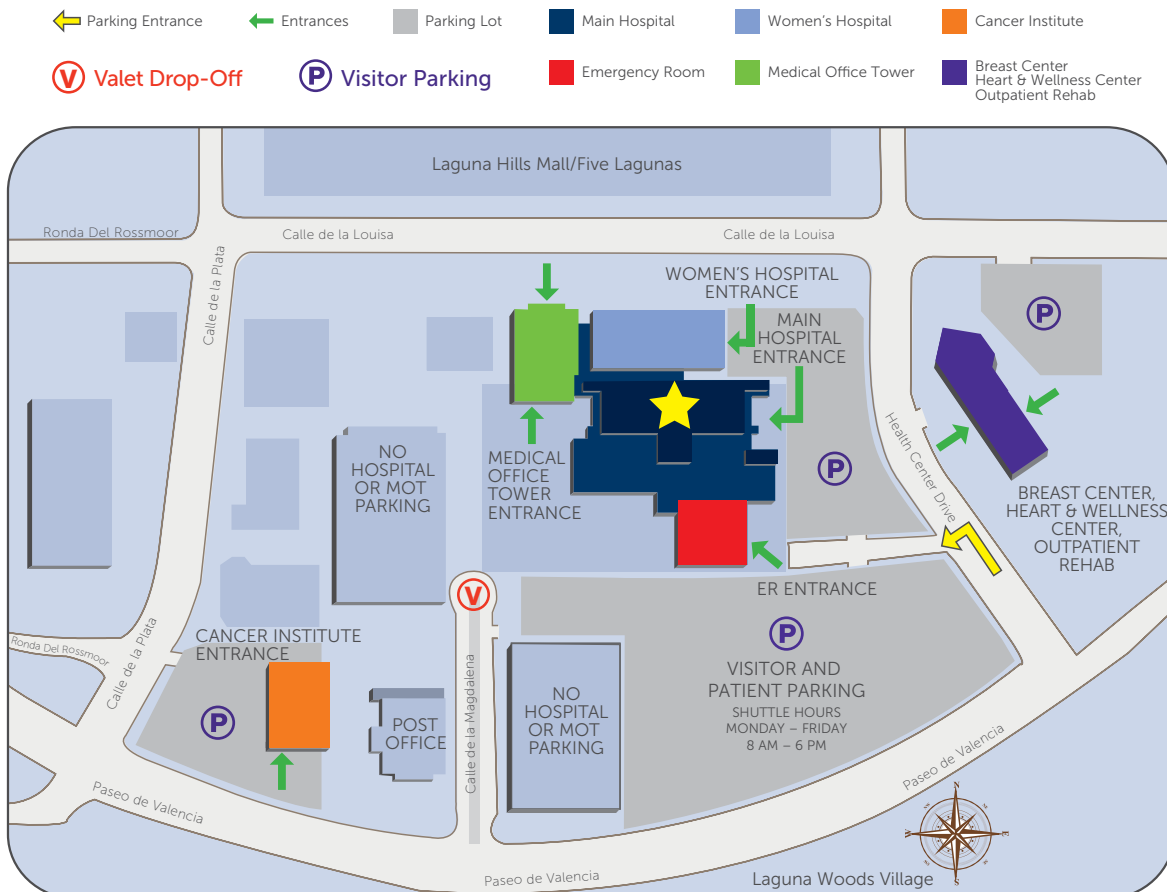 Parking Entrance
Entrances
Parking Lot
Main Hospital
Women's Hospital
Cancer Institute
V Valet Drop-Off
P Visitor Parking
Emergency Room
Medical Office Tower
Breast Center
Heart & Wellness Center
Outpatient Rehab
Laguna Hills Mall/Five Lagunas
Ronda Del Rossmoor
Calle de la Louisa
Calle de la Louisa
Calle de la Plata
WOMEN'S HOSPITAL
ENTRANCE
MAIN
HOSPITAL
ENTRANCE
P
P
Health Center Drive
NO
HOSPITAL
OR MOT
PARKING
MEDICAL
OFFICE
TOWER
ENTRANCE
BREAST CENTER,
HEART & WELLNESS
CENTER,
OUTPATIENT
REHAB
V
ER ENTRANCE
P
VISITOR AND
PATIENT PARKING
SHUTTLE HOURS
MONDAY – FRIDAY
8 AM – 6 PM
Ronda Del Rossmoor
Calle de la Plata
CANCER INSTITUTE
ENTRANCE
P
POST
OFFICE
Calle de la Magdalena
NO
HOSPITAL
OR MOT
PARKING
Paseo de Valencia
Paseo de Valencia
Paseo de Valencia
N
W
E
S
Laguna Woods Village